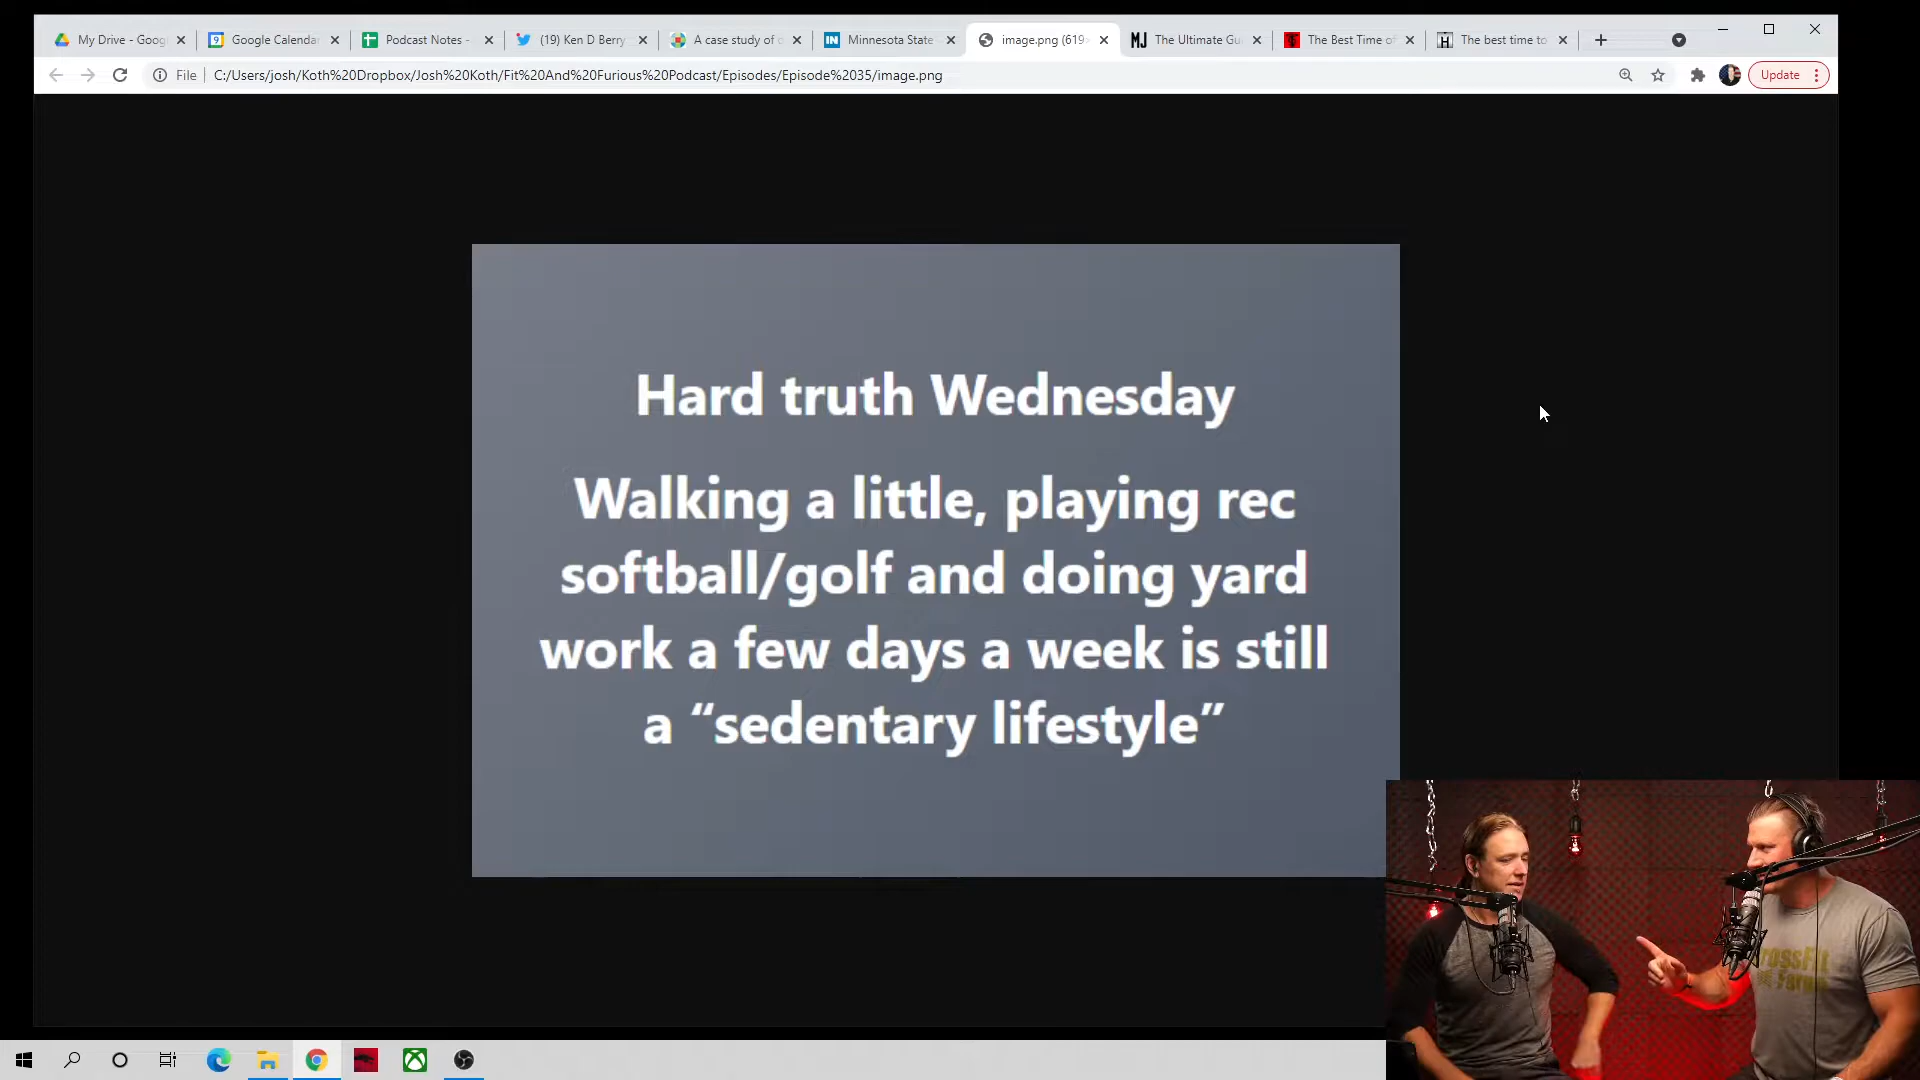 My Drive - Goog
Google Calenda
Podcast Notes -
(19) Ken D Berry
A case study of
Minnesota State
image.png (619
MJ
The Ultimate Gu
The Best Time of
H
The best time to
File
C:/Users/josh/Koth%20Dropbox/Josh%20Koth/Fit%20And%20Furious%20Podcast/Episodes/Episode%2035/image.png
Update
Hard truth Wednesday
Walking a little, playing rec
softball/golf and doing yard
work a few days a week is still
a “sedentary lifestyle”